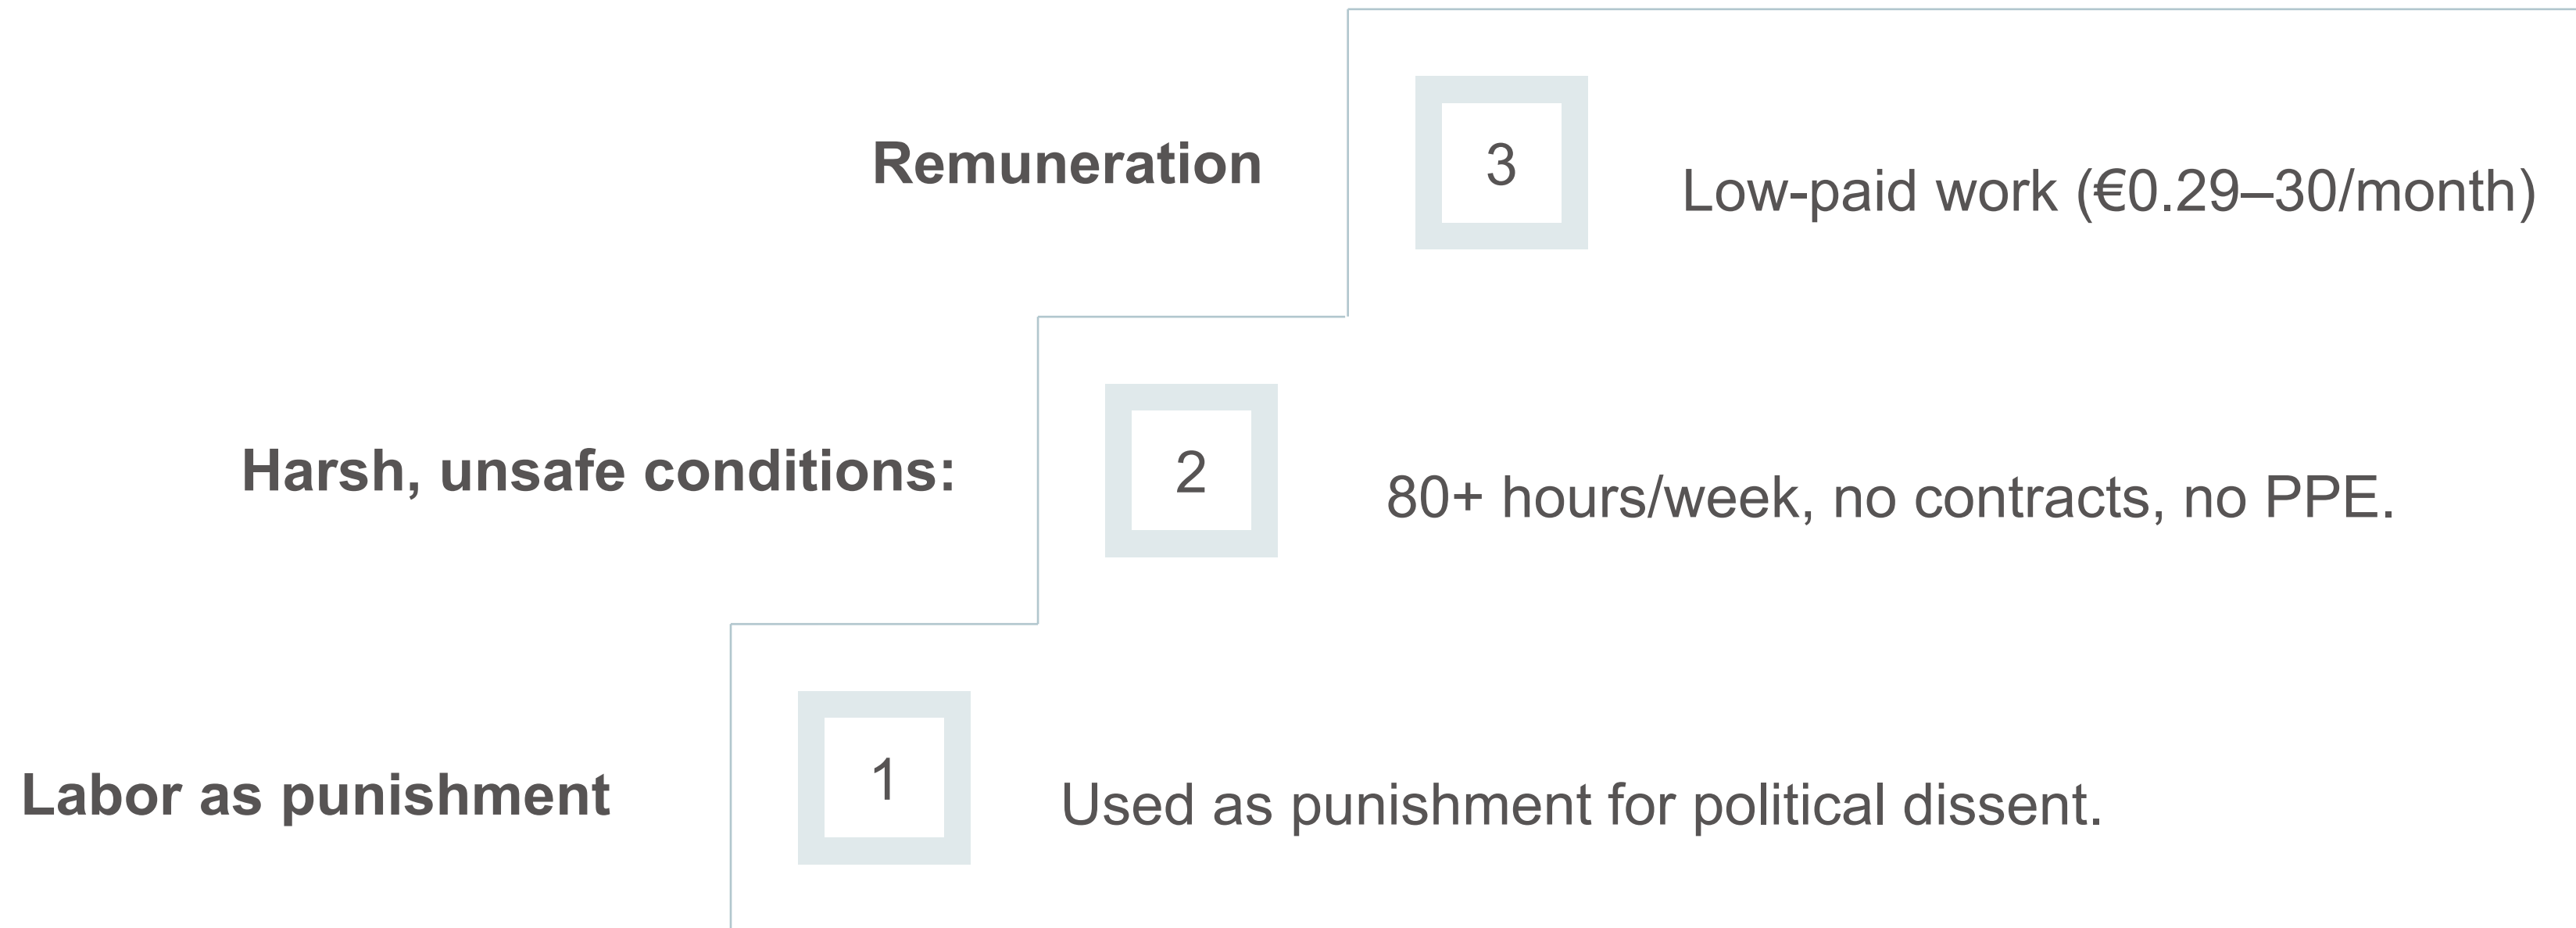 Remuneration
3
Low-paid work (€0.29–30/month)
Harsh, unsafe conditions:
2
80+ hours/week, no contracts, no PPE.
Labor as punishment
1
Used as punishment for political dissent.